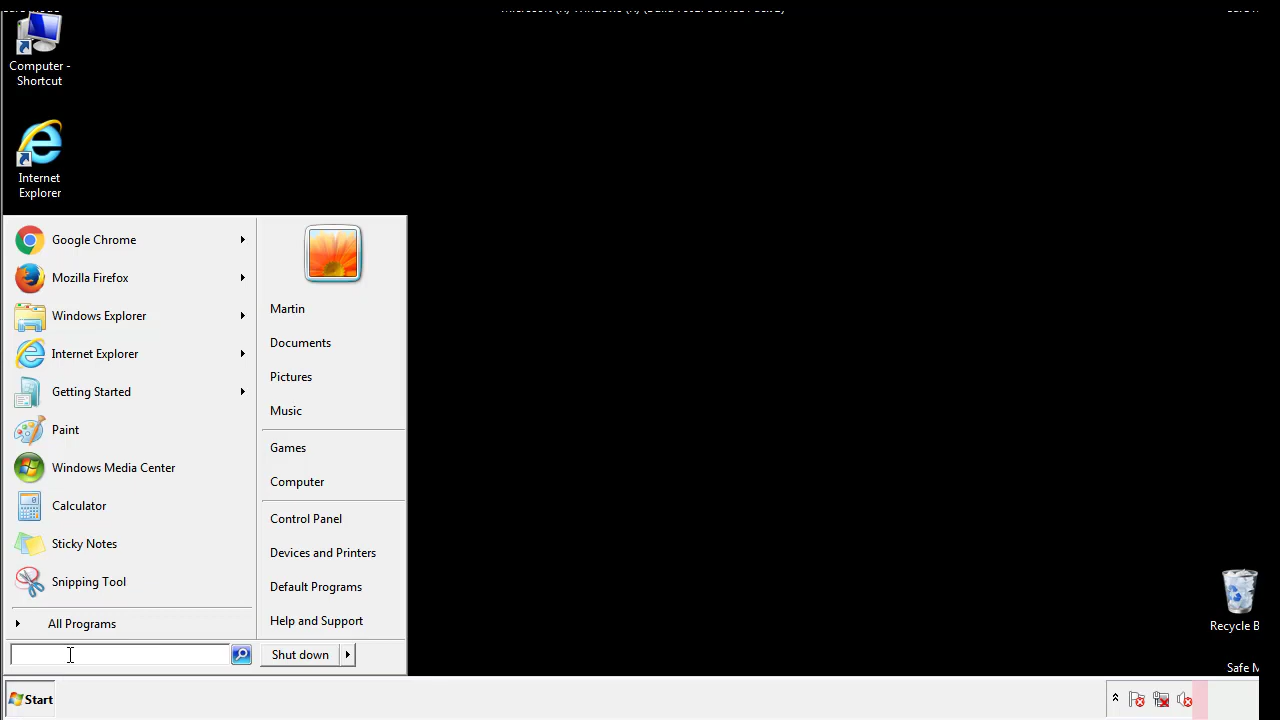 Computer -
Shortcut
Internet
Explorer
Google Chrome
Mozilla Firefox
Windows Explorer
Internet Explorer
Getting Started
Paint
Windows Media Center
Calculator
Sticky Notes
Snipping Tool
All Programs
Martin
Documents
Pictures
Music
Games
Computer
Control Panel
Devices and Printers
Default Programs
Help and Support
Shut down
Recycle B
Safe M
Start